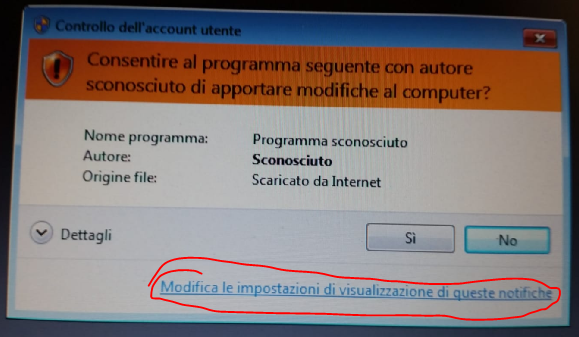 Controllo dell'account utente
Consentire al programma seguente con autore
sconosciuto di apportare modifiche al computer?
Nome programma: Programma sconosciuto
Autore: Sconosciuto
Origine file: Scaricato da Internet
Dettagli
Sì
No
Modifica le impostazioni di visualizzazione di queste notifiche